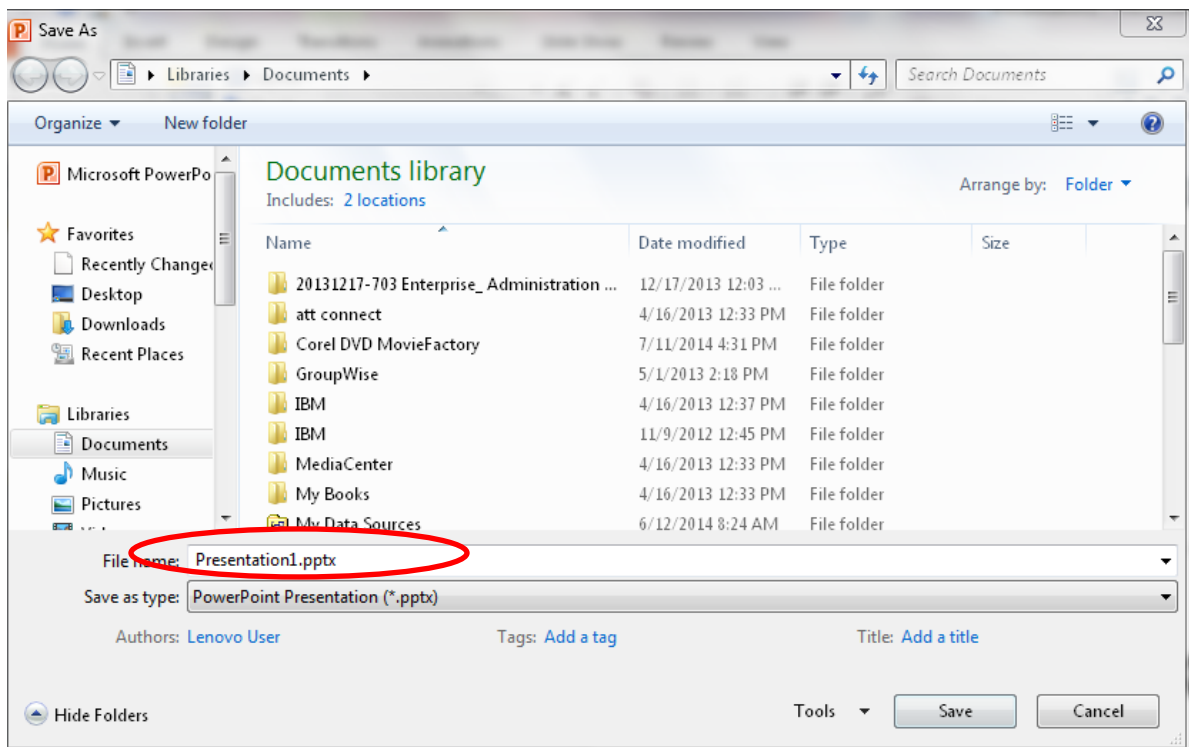 Save As
Libraries Documents
Search Documents
Organize New folder
Microsoft PowerPo
Documents library
Includes: 2 locations
Arrange by: Folder
Favorites
Recently Change
Desktop
Downloads
Recent Places
Libraries
Documents
Music
Pictures
Name Date modified Type Size
20131217-703 Enterprise_ Administration ... 12/17/2013 12:03 ... File folder
att connect 4/16/2013 12:33 PM File folder
Corel DVD MovieFactory 7/11/2014 4:31 PM File folder
GroupWise 5/1/2013 2:18 PM File folder
IBM 4/16/2013 12:37 PM File folder
IBM 11/9/2012 12:45 PM File folder
MediaCenter 4/16/2013 12:33 PM File folder
My Books 4/16/2013 12:33 PM File folder
My Data Sources 6/12/2014 8:24 AM File folder
File name: Presentation1.pptx
Save as type: PowerPoint Presentation (*.pptx)
Authors: Lenovo User Tags: Add a tag Title: Add a title
Hide Folders Tools Save Cancel